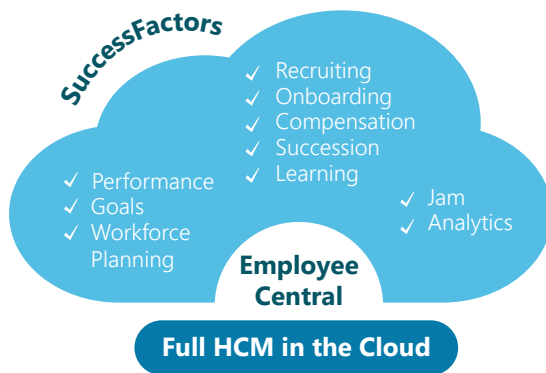 SuccessFactors
✓ Recruiting
✓ Onboarding
✓ Compensation
✓ Succession
✓ Learning
✓ Performance
✓ Goals
✓ Workforce
Planning
✓ Jam
✓ Analytics
Employee
Central
Full HCM in the Cloud